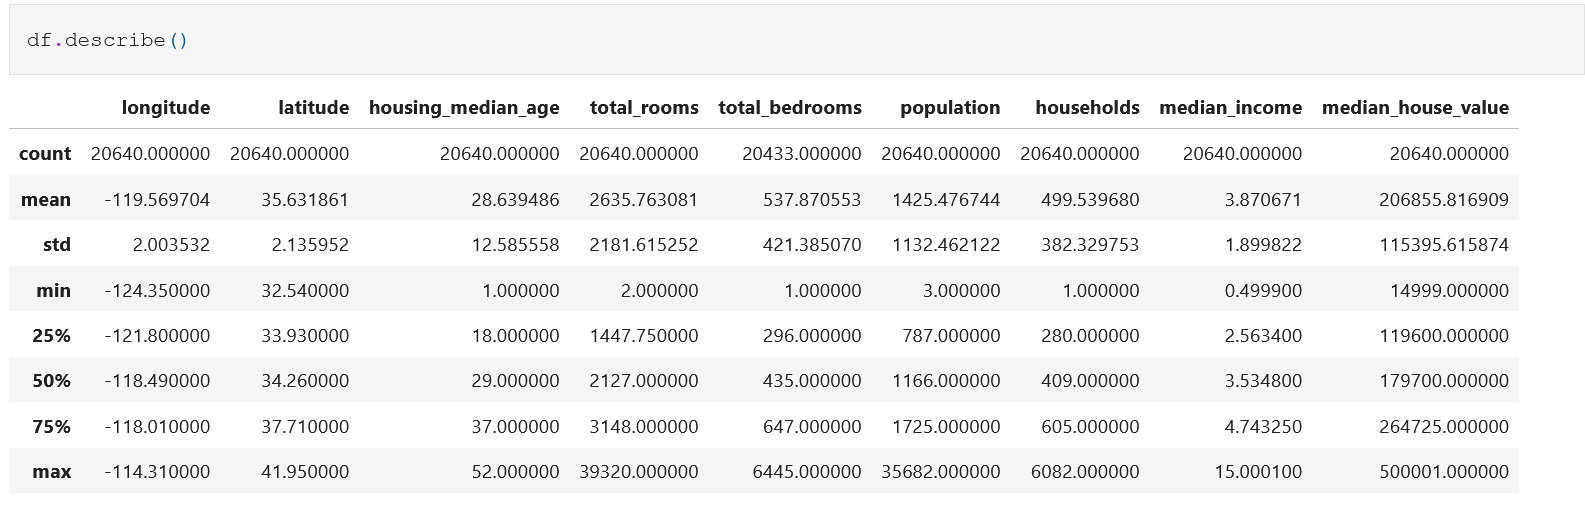 df.describe()
longitude latitude housing_median_age total_rooms total_bedrooms population households median_income median_house_value
count 20640.000000 20640.000000 20640.000000 20640.000000 20433.000000 20640.000000 20640.000000 20640.000000 20640.000000
mean -119.569704 35.631861 28.639486 2635.763081 537.870553 1425.476744 499.539680 3.870671 206855.816909
std 2.003532 2.135952 12.585558 2181.615252 421.385070 1132.462122 382.329753 1.899822 115395.615874
min -124.350000 32.540000 1.000000 2.000000 1.000000 3.000000 1.000000 0.499900 14999.000000
25% -121.800000 33.930000 18.000000 1447.750000 296.000000 787.000000 280.000000 2.563400 119600.000000
50% -118.490000 34.260000 29.000000 2127.000000 435.000000 1166.000000 409.000000 3.534800 179700.000000
75% -118.010000 37.710000 37.000000 3148.000000 647.000000 1725.000000 605.000000 4.743250 264725.000000
max -114.310000 41.950000 52.000000 39320.000000 6445.000000 35682.000000 6082.000000 15.000100 500001.000000